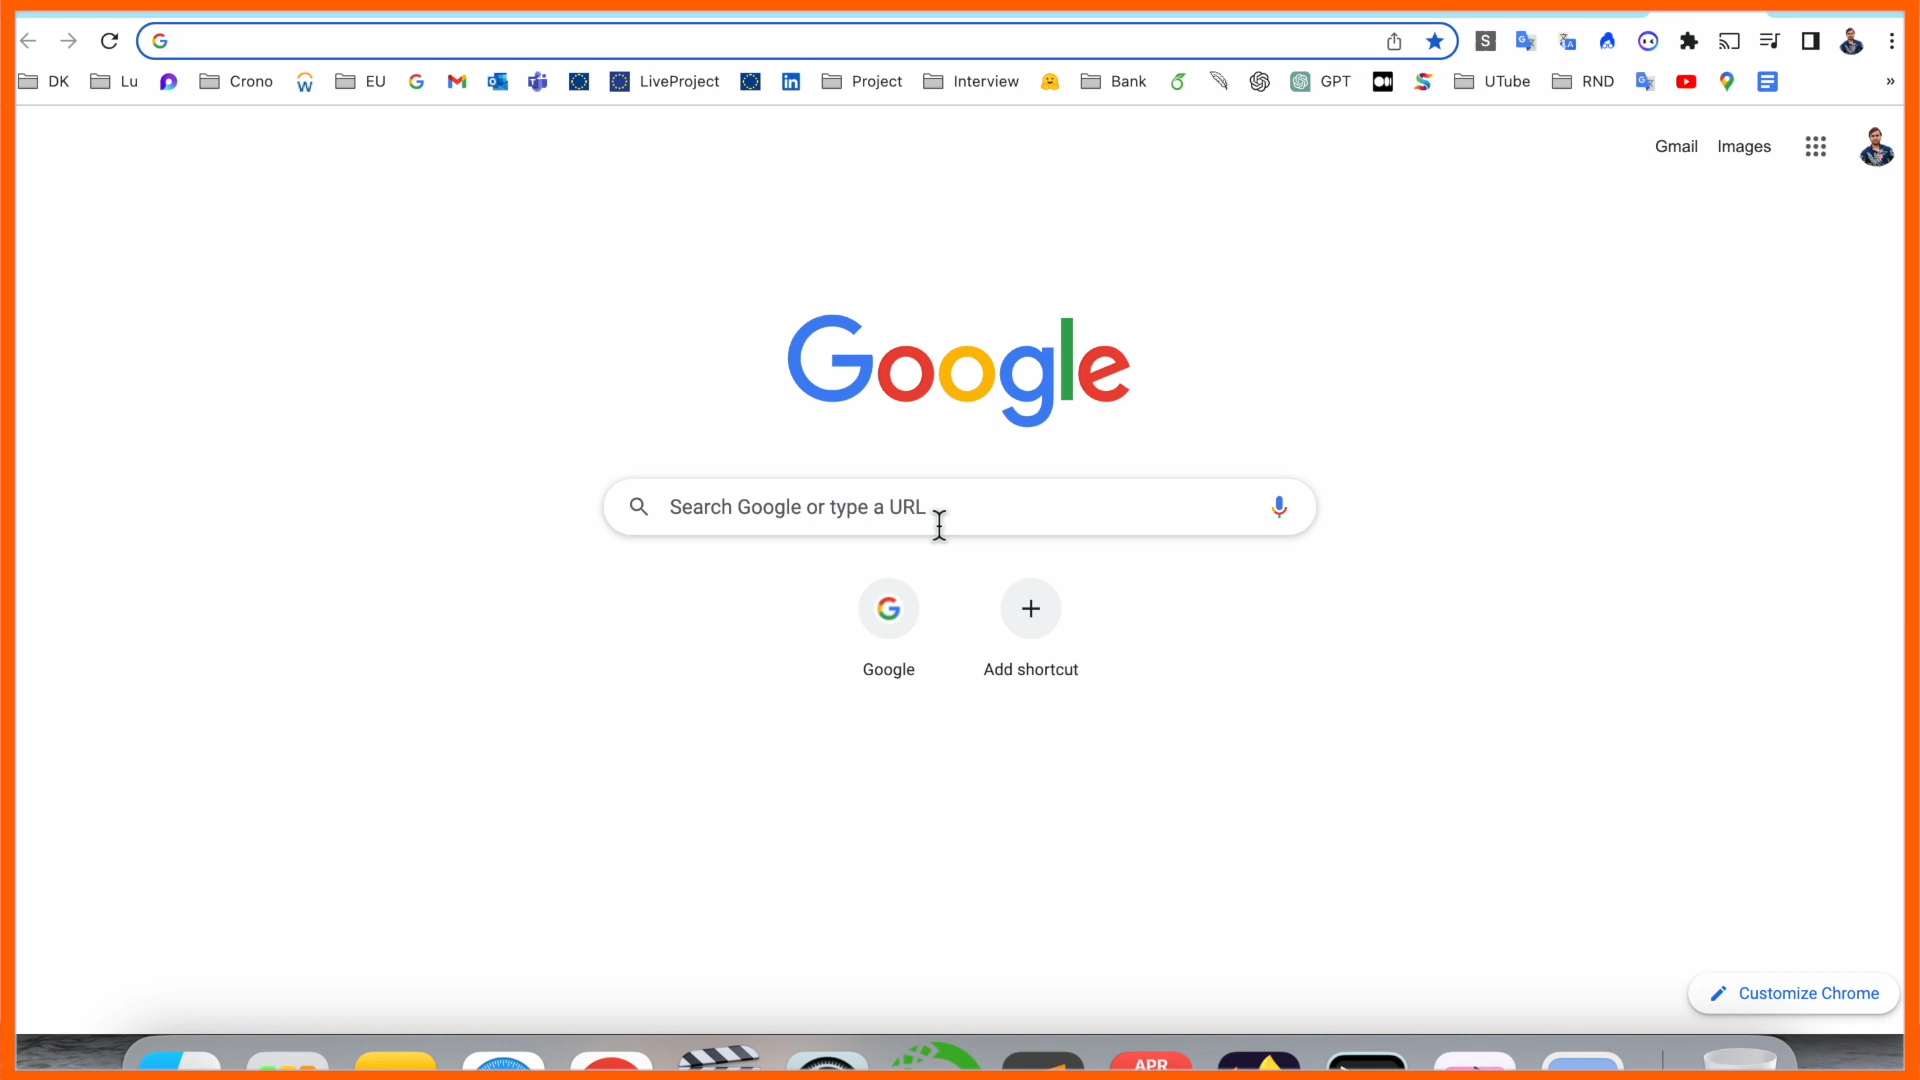 S
DK Lu Crono EU LiveProject in Project Interview Bank GPT UTube RND »
Gmail Images
Google
Search Google or type a URL
Google Add shortcut
Customize Chrome
APR